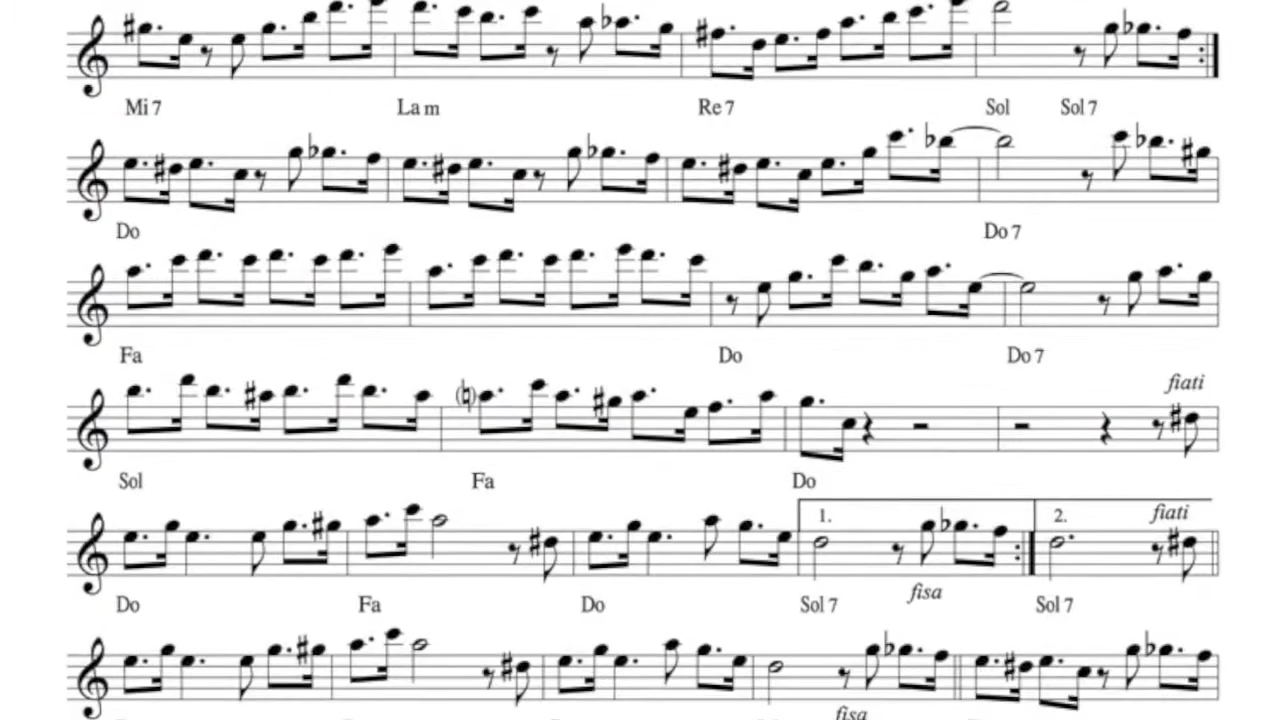 Mi 7 La m Re 7 Sol Sol 7
Do Do 7
Fa Do Do 7
fiati
Sol Fa Do
1. 2. fiati
fisa
Do Fa Do Sol 7 Sol 7
fisa